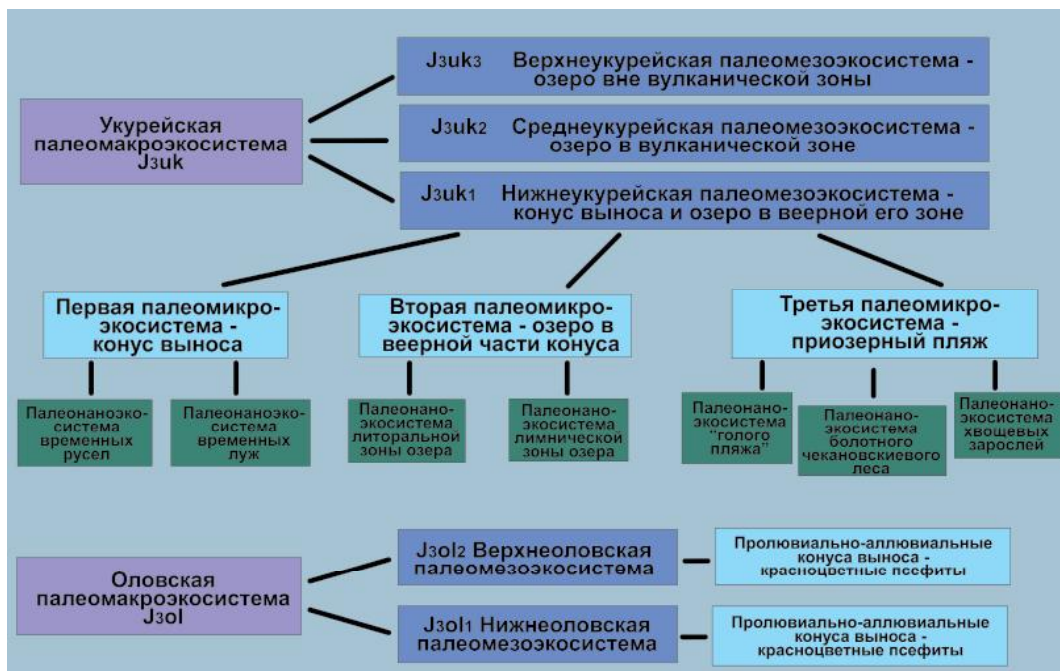 J3uk3 Верхнеукурейская палеомезоэкосистема -
озеро вне вулканической зоны
Укурейская
палеомакроэкосистема
J3uk
J3uk2 Среднеукурейская палеомезоэкосистема -
озеро в вулканической зоне
J3uk1 Нижнеукурейская палеомезоэкосистема -
конус выноса и озеро в веерной его зоне
Первая палеомикро-
экосистема -
конус выноса
Вторая палеомикро-
экосистема - озеро в
веерной части конуса
Третья палеомикро-
экосистема -
приозерный пляж
Палеонаноэко-
система
временных
русел
Палеонаноэко-
система
временных
луж
Палеонано-
экосистема
литоральной
зоны озера
Палеонано-
экосистема
лимнической
зоны озера
Палеонано-
экосистема
"голого
пляжа"
Палеонано-
экосистема
болотного
чекановскиевого
леса
Палеонано-
экосистема
хвощевых
зарослей
Оловская
палеомакроэкосистема
J3ol
J3ol2 Верхнеоловская
палеомезоэкосистема
Пролювиально-аллювиальные
конуса выноса -
красноцветные псефиты
J3ol1 Нижнеоловская
палеомезоэкосистема
Пролювиально-аллювиальные
конуса выноса -
красноцветные псефиты